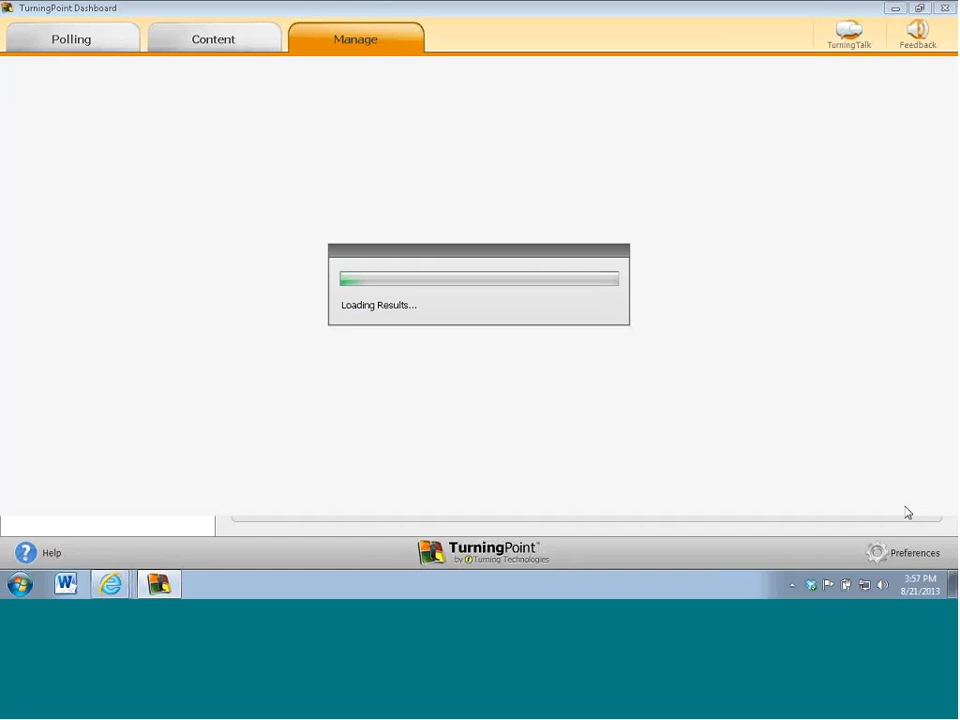 TurningPoint Dashboard
Polling
Content
Manage
TurningTalk
Feedback
Loading Results...
? Help
TurningPoint™
by Turning Technologies
Preferences
W
3:57 PM
8/21/2013